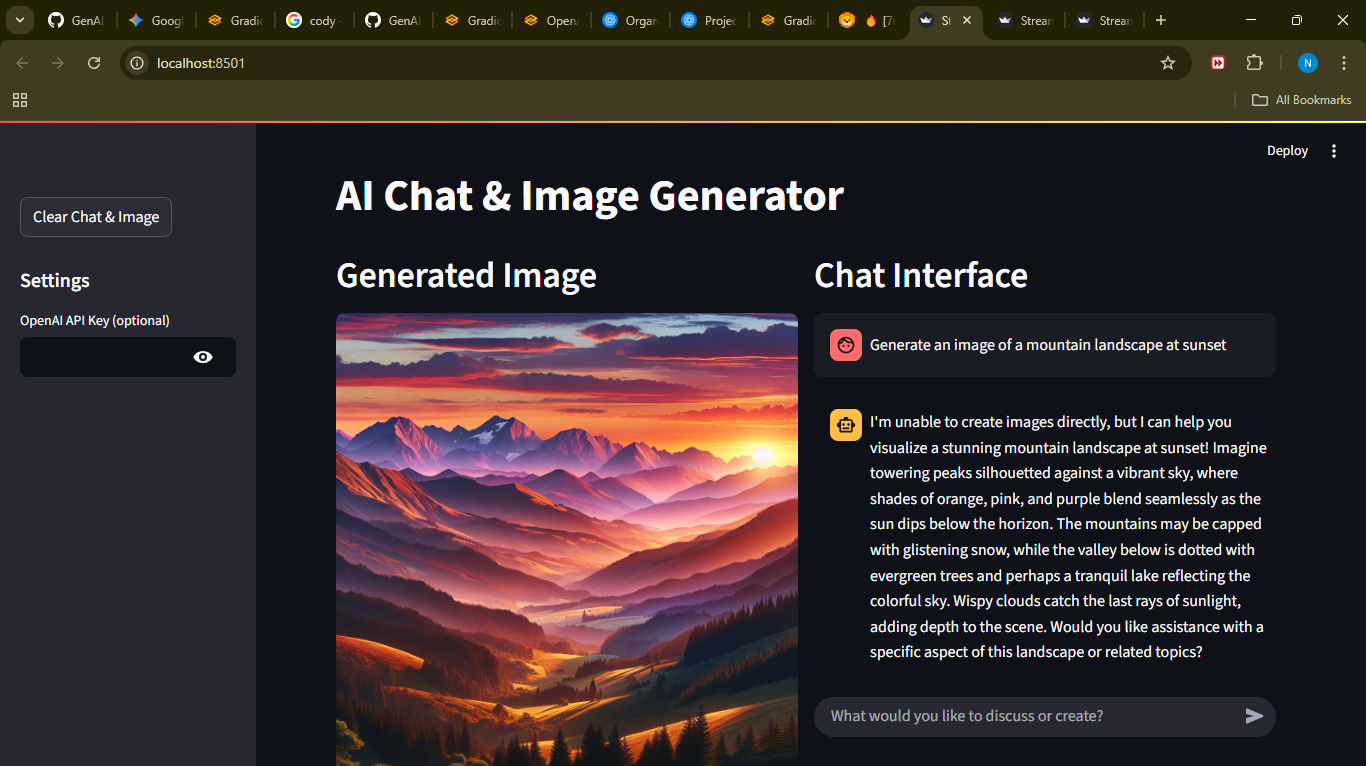 GenAI
Googl
Gradio
cody -
GenAI
Gradio
OpenA
Organ
Projec
Gradio
[7
St
Strean
Strean
localhost:8501
N
All Bookmarks
Deploy
Clear Chat & Image
Settings
OpenAI API Key (optional)
AI Chat & Image Generator
Generated Image
Chat Interface
Generate an image of a mountain landscape at sunset
I'm unable to create images directly, but I can help you
visualize a stunning mountain landscape at sunset! Imagine
towering peaks silhouetted against a vibrant sky, where
shades of orange, pink, and purple blend seamlessly as the
sun dips below the horizon. The mountains may be capped
with glistening snow, while the valley below is dotted with
evergreen trees and perhaps a tranquil lake reflecting the
colorful sky. Wispy clouds catch the last rays of sunlight,
adding depth to the scene. Would you like assistance with a
specific aspect of this landscape or related topics?
What would you like to discuss or create?